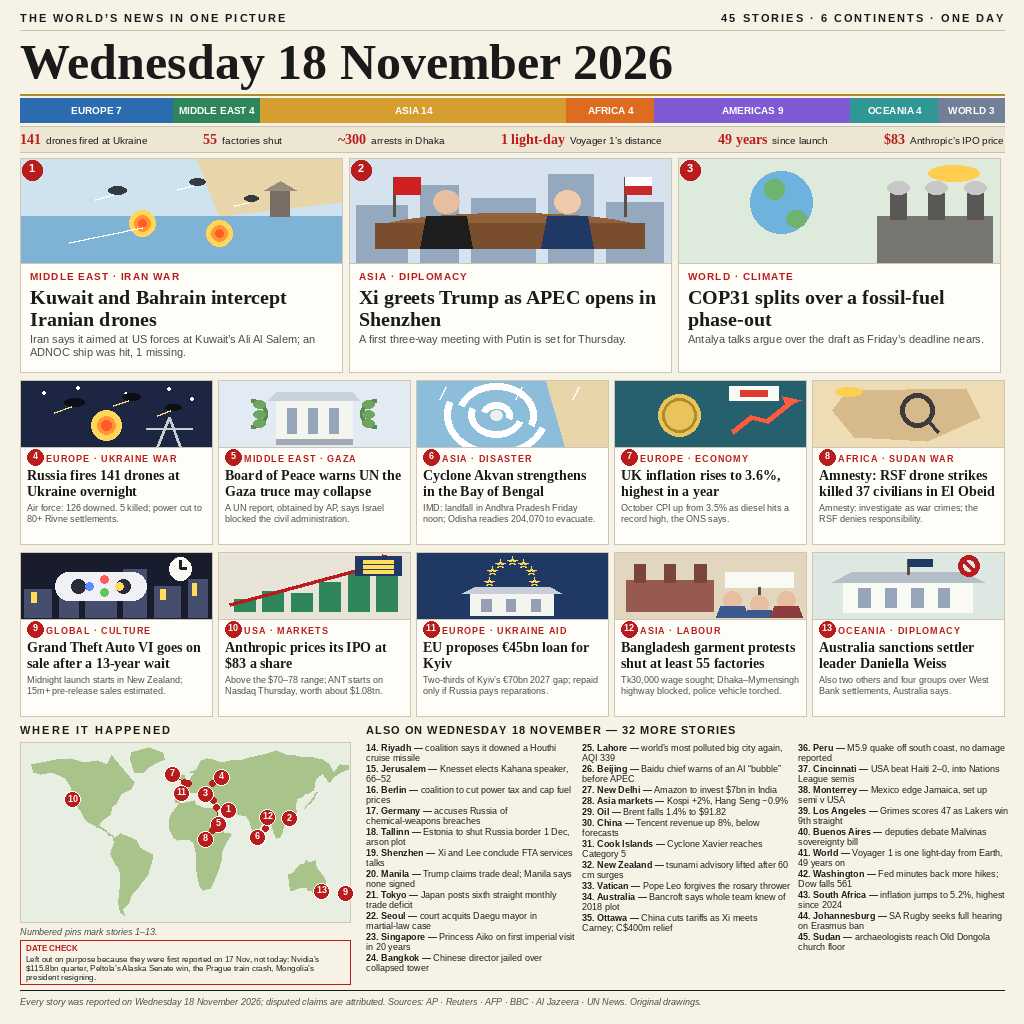 THE WORLD'S NEWS IN ONE PICTURE
45 STORIES · 6 CONTINENTS · ONE DAY
Wednesday 18 November 2026
EUROPE 7
MIDDLE EAST 4
ASIA 14
AFRICA 4
AMERICAS 9
OCEANIA 4
WORLD 3
141 drones fired at Ukraine
55 factories shut
~300 arrests in Dhaka
1 light-day Voyager 1's distance
49 years since launch
$83 Anthropic's IPO price
1
MIDDLE EAST · IRAN WAR
Kuwait and Bahrain intercept
Iranian drones
Iran says it aimed at US forces at Kuwait's Ali Al Salem; an
ADNOC ship was hit, 1 missing.
2
ASIA · DIPLOMACY
Xi greets Trump as APEC opens in
Shenzhen
A first three-way meeting with Putin is set for Thursday.
3
WORLD · CLIMATE
COP31 splits over a fossil-fuel
phase-out
Antalya talks argue over the draft as Friday's deadline nears.
4 EUROPE · UKRAINE WAR
Russia fires 141 drones at
Ukraine overnight
Air force: 126 downed. 5 killed; power cut to
80+ Rivne settlements.
5 MIDDLE EAST · GAZA
Board of Peace warns UN the
Gaza truce may collapse
A UN report, obtained by AP, says Israel
blocked the civil administration.
6 ASIA · DISASTER
Cyclone Akvan strengthens
in the Bay of Bengal
IMD: landfall in Andhra Pradesh Friday
noon; Odisha readies 204,070 to evacuate.
7 EUROPE · ECONOMY
UK inflation rises to 3.6%,
highest in a year
October CPI up from 3.5% as diesel hits a
record high, the ONS says.
8 AFRICA · SUDAN WAR
Amnesty: RSF drone strikes
killed 37 civilians in El Obeid
Amnesty: investigate as war crimes; the
RSF denies responsibility.
9 GLOBAL · CULTURE
Grand Theft Auto VI goes on
sale after a 13-year wait
Midnight launch starts in New Zealand;
15m+ pre-release sales estimated.
10 USA · MARKETS
Anthropic prices its IPO at
$83 a share
Above the $70–78 range; ANT starts on
Nasdaq Thursday, worth about $1.08tn.
11 EUROPE · UKRAINE AID
EU proposes €45bn loan for
Kyiv
Two-thirds of Kyiv's €70bn 2027 gap; repaid
only if Russia pays reparations.
12 ASIA · LABOUR
Bangladesh garment protests
shut at least 55 factories
Tk30,000 wage sought; Dhaka–Mymensingh
highway blocked, police vehicle torched.
13 OCEANIA · DIPLOMACY
Australia sanctions settler
leader Daniella Weiss
Also two others and four groups over West
Bank settlements, Australia says.
WHERE IT HAPPENED
7
4
11
3
10
1
12
2
5
8
6
13
9
Numbered pins mark stories 1–13.
DATE CHECK
Left out on purpose because they were first reported on 17 Nov, not today: Nvidia's
$115.8bn quarter, Peltola's Alaska Senate win, the Prague train crash, Mongolia's
president resigning.
ALSO ON WEDNESDAY 18 NOVEMBER — 32 MORE STORIES
14. Riyadh — coalition says it downed a Houthi
cruise missile
15. Jerusalem — Knesset elects Kahana speaker,
66–52
16. Berlin — coalition to cut power tax and cap fuel
prices
17. Germany — accuses Russia of
chemical-weapons breaches
18. Tallinn — Estonia to shut Russia border 1 Dec,
arson plot
19. Shenzhen — Xi and Lee conclude FTA services
talks
20. Manila — Trump claims trade deal; Manila says
none signed
21. Tokyo — Japan posts sixth straight monthly
trade deficit
22. Seoul — court acquits Daegu mayor in
martial-law case
23. Singapore — Princess Aiko on first imperial visit
in 20 years
24. Bangkok — Chinese director jailed over
collapsed tower
25. Lahore — world's most polluted big city again,
AQI 339
26. Beijing — Baidu chief warns of an AI "bubble"
before APEC
27. New Delhi — Amazon to invest $7bn in India
28. Asia markets — Kospi +2%, Hang Seng −0.9%
29. Oil — Brent falls 1.4% to $91.82
30. China — Tencent revenue up 8%, below
forecasts
31. Cook Islands — Cyclone Xavier reaches
Category 5
32. New Zealand — tsunami advisory lifted after 60
cm surges
33. Vatican — Pope Leo forgives the rosary thrower
34. Australia — Bancroft says whole team knew of
2018 plot
35. Ottawa — China cuts tariffs as Xi meets
Carney; C$400m relief
36. Peru — M5.9 quake off south coast, no damage
reported
37. Cincinnati — USA beat Haiti 2–0, into Nations
League semis
38. Monterrey — Mexico edge Jamaica, set up
semi v USA
39. Los Angeles — Grimes scores 47 as Lakers win
9th straight
40. Buenos Aires — deputies debate Malvinas
sovereignty bill
41. World — Voyager 1 is one light-day from Earth,
49 years on
42. Washington — Fed minutes back more hikes;
Dow falls 561
43. South Africa — inflation jumps to 5.2%, highest
since 2024
44. Johannesburg — SA Rugby seeks full hearing
on Erasmus ban
45. Sudan — archaeologists reach Old Dongola
church floor
Every story was reported on Wednesday 18 November 2026; disputed claims are attributed. Sources: AP · Reuters · AFP · BBC · Al Jazeera · UN News. Original drawings.